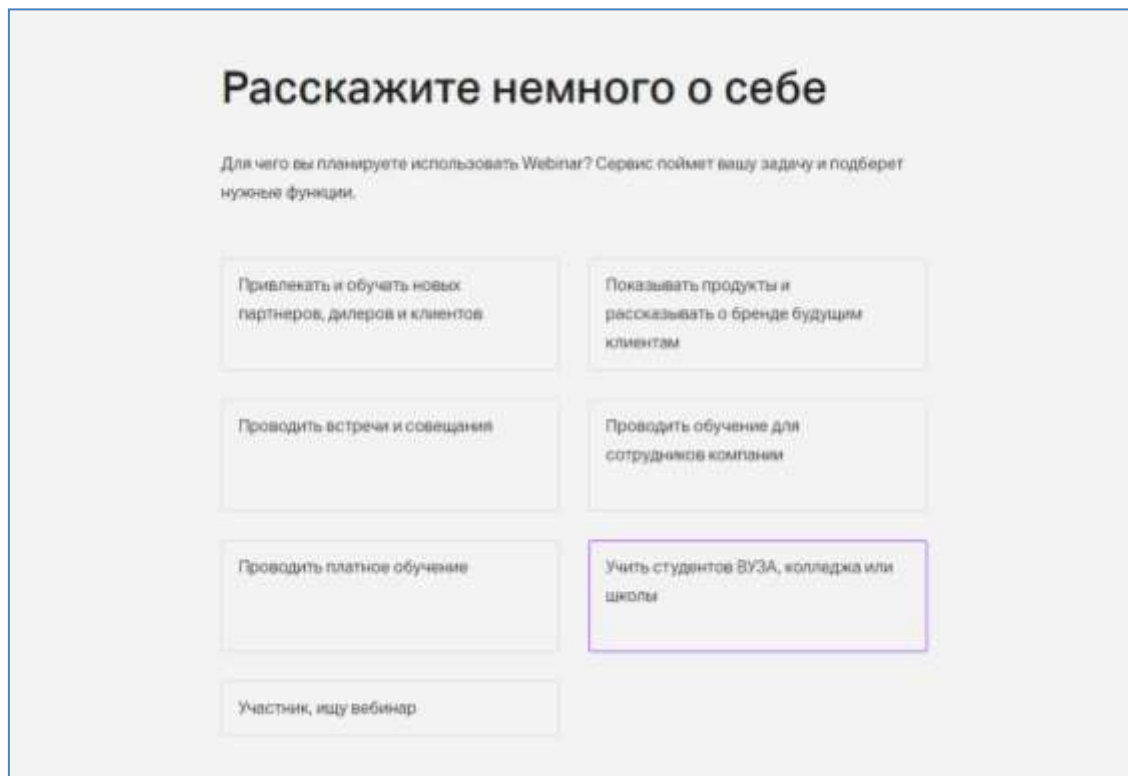 Расскажите немного о себе
Для чего вы планируете использовать Webinar? Сервис поймет вашу задачу и подберет
нужные функции.
Привлекать и обучать новых
партнеров, дилеров и клиентов
Показывать продукты и
рассказывать о бренде будущим
клиентам
Проводить встречи и совещания
Проводить обучение для
сотрудников компании
Проводить платное обучение
Учить студентов ВУЗА, колледжа или
школы
Участник, ищу вебинар